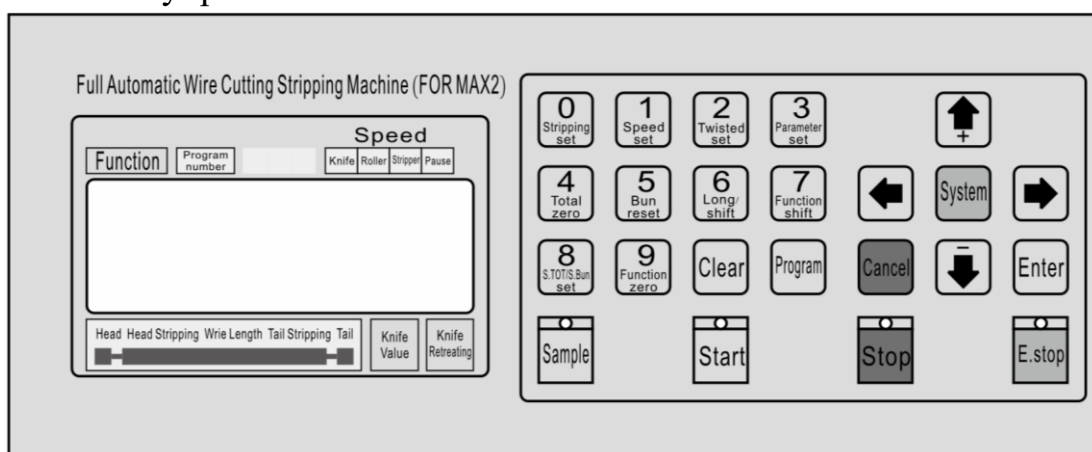 Full Automatic Wire Cutting Stripping Machine (FOR MAX2)
Speed
Function
Program number
Knife Roller Stripper Pause
Head Head Stripping Wrie Length Tail Stripping Tail
Knife Value
Knife Retreating
0 Stripping set
1 Speed set
2 Twisted set
3 Parameter set
+
4 Total zero
5 Bun reset
6 Long/ shift
7 Function shift
System
8 S.TOT/S.Bun set
9 Function zero
Clear
Program
Cancel
−
Enter
Sample
Start
Stop
E.stop